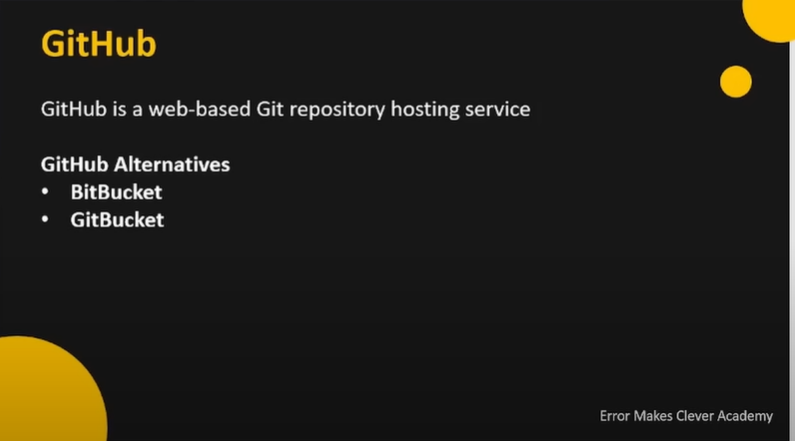 GitHub
GitHub is a web-based Git repository hosting service
GitHub Alternatives
• BitBucket
• GitBucket
Error Makes Clever Academy